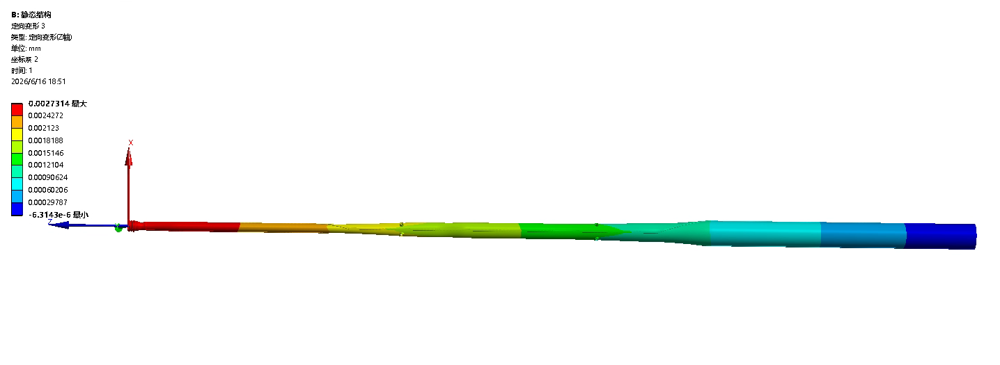 B: 静态结构
定向变形 3
类型: 定向变形(Z轴)
单位: mm
坐标系 2
时间: 1
2026/6/16 18:51
0.0027314 最大
0.0024272
0.002123
0.0018188
0.0015146
0.0012104
0.00090624
0.00060206
0.00029787
-6.3143e-6 最小
X
Z